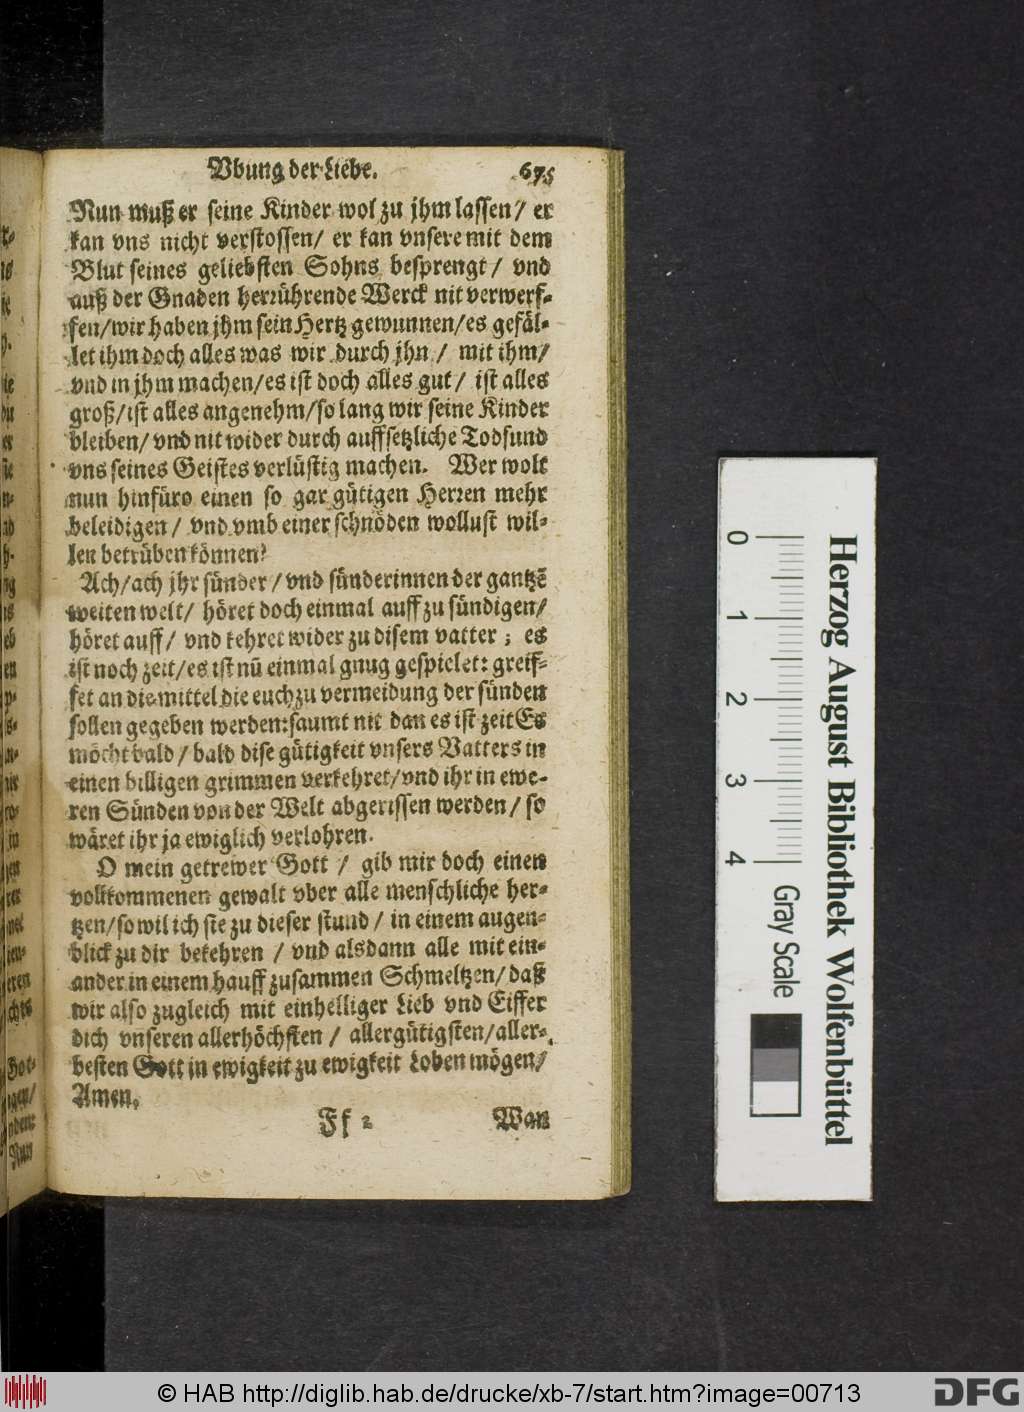 Vbung der Liebe. 675
Nun muß er seine Kinder wol zu jhm lassen/ er
kan vns nicht verstossen/ er kan vnsere mit dem
Blut seines geliebsten Sohns besprengt/ vnd
auß der Gnaden herrührende Werck nit verwerf-
fen/wir haben jhm sein Hertz gewunnen/es gefäl-
let ihm doch alles was wir durch jhn/ mit ihm/
vnd in jhm machen/es ist doch alles gut/ ist alles
groß/ist alles angenehm/so lang wir seine Kinder
bleiben/ vnd nit wider durch auffsetzliche Todsund
vns seines Geistes verlüstig machen. Wer wolt
nun hinfüro einen so gar gütigen Herren mehr
beleidigen/ vnd vmb einer schnöden wollust wil-
len betrüben können?
Ach/ach jhr sünder/vnd sünderinnen der gantzē
weiten welt/ höret doch einmal auff zu sündigen/
höret auff/ vnd kehret wider zu disem vatter; es
ist noch zeit/es ist nū einmal gnug gespielet: greif-
fet an die mittel die euch zu vermeidung der sünden
sollen gegeben werden:saumt nit dan es ist zeit Es
möcht bald/ bald dise gütigkeit vnsers Vatters in
einen billigen grimmen verkehret/vnd ihr in ewe-
ren Sünden von der Welt abgerissen werden/ so
wäret ihr ja ewiglich verlohren.
O mein getrewer Gott/ gib mir doch einen
vollkommenen gewalt vber alle menschliche her-
tzen/so wil ich sie zu dieser stund/ in einem augen-
blick zu dir bekehren/ vnd alsdann alle mit ein-
ander in einem hauff zusammen Schmeltzen/daß
wir also zugleich mit einhelliger Lieb vnd Eiffer
dich vnseren allerhöchsten/ allergütigsten/aller-
besten Gott in ewigkeit zu ewigkeit Loben mögen/
Amen.
Ff 2 Wan
0 1 2 3 4
Gray Scale
Herzog August Bibliothek Wolfenbüttel
© HAB http://diglib.hab.de/drucke/xb-7/start.htm?image=00713
DFG